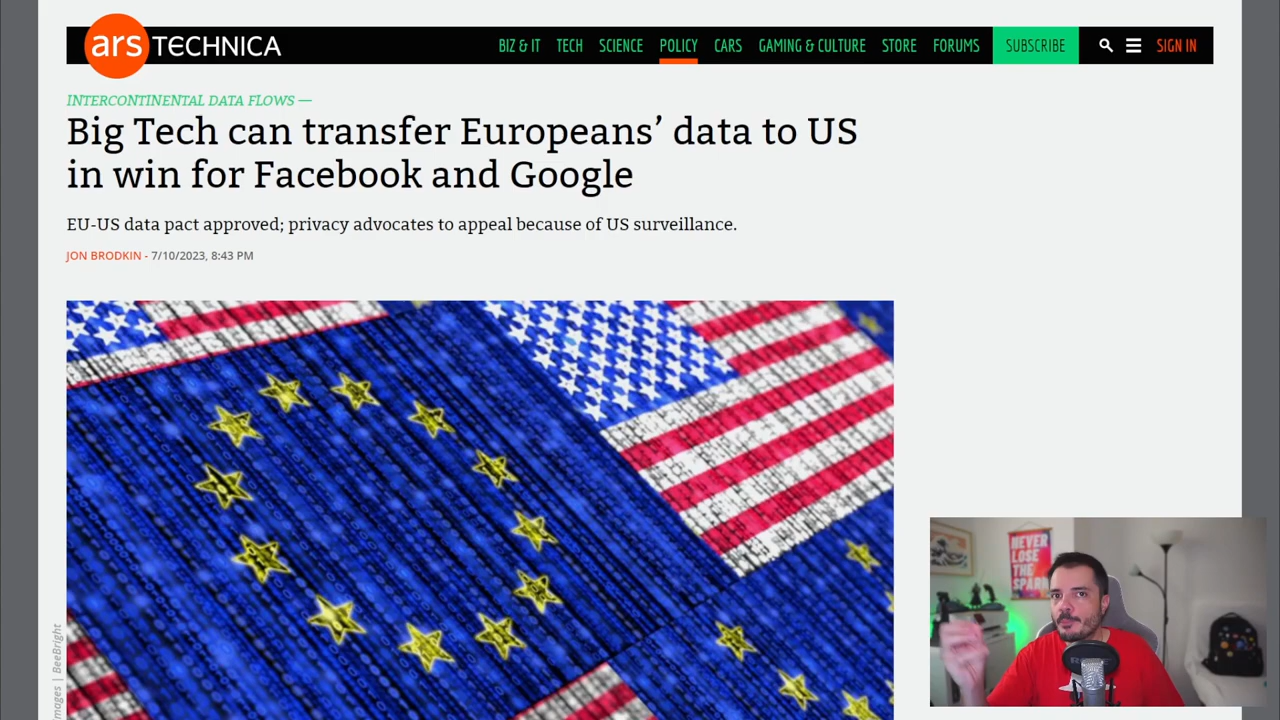 ars TECHNICA
BIZ & IT TECH SCIENCE POLICY CARS GAMING & CULTURE STORE FORUMS SUBSCRIBE SIGN IN
INTERCONTINENTAL DATA FLOWS —
Big Tech can transfer Europeans’ data to US
in win for Facebook and Google
EU-US data pact approved; privacy advocates to appeal because of US surveillance.
JON BRODKIN - 7/10/2023, 8:43 PM
| BeeBright
NEVER
LOSE
THE
SPARK